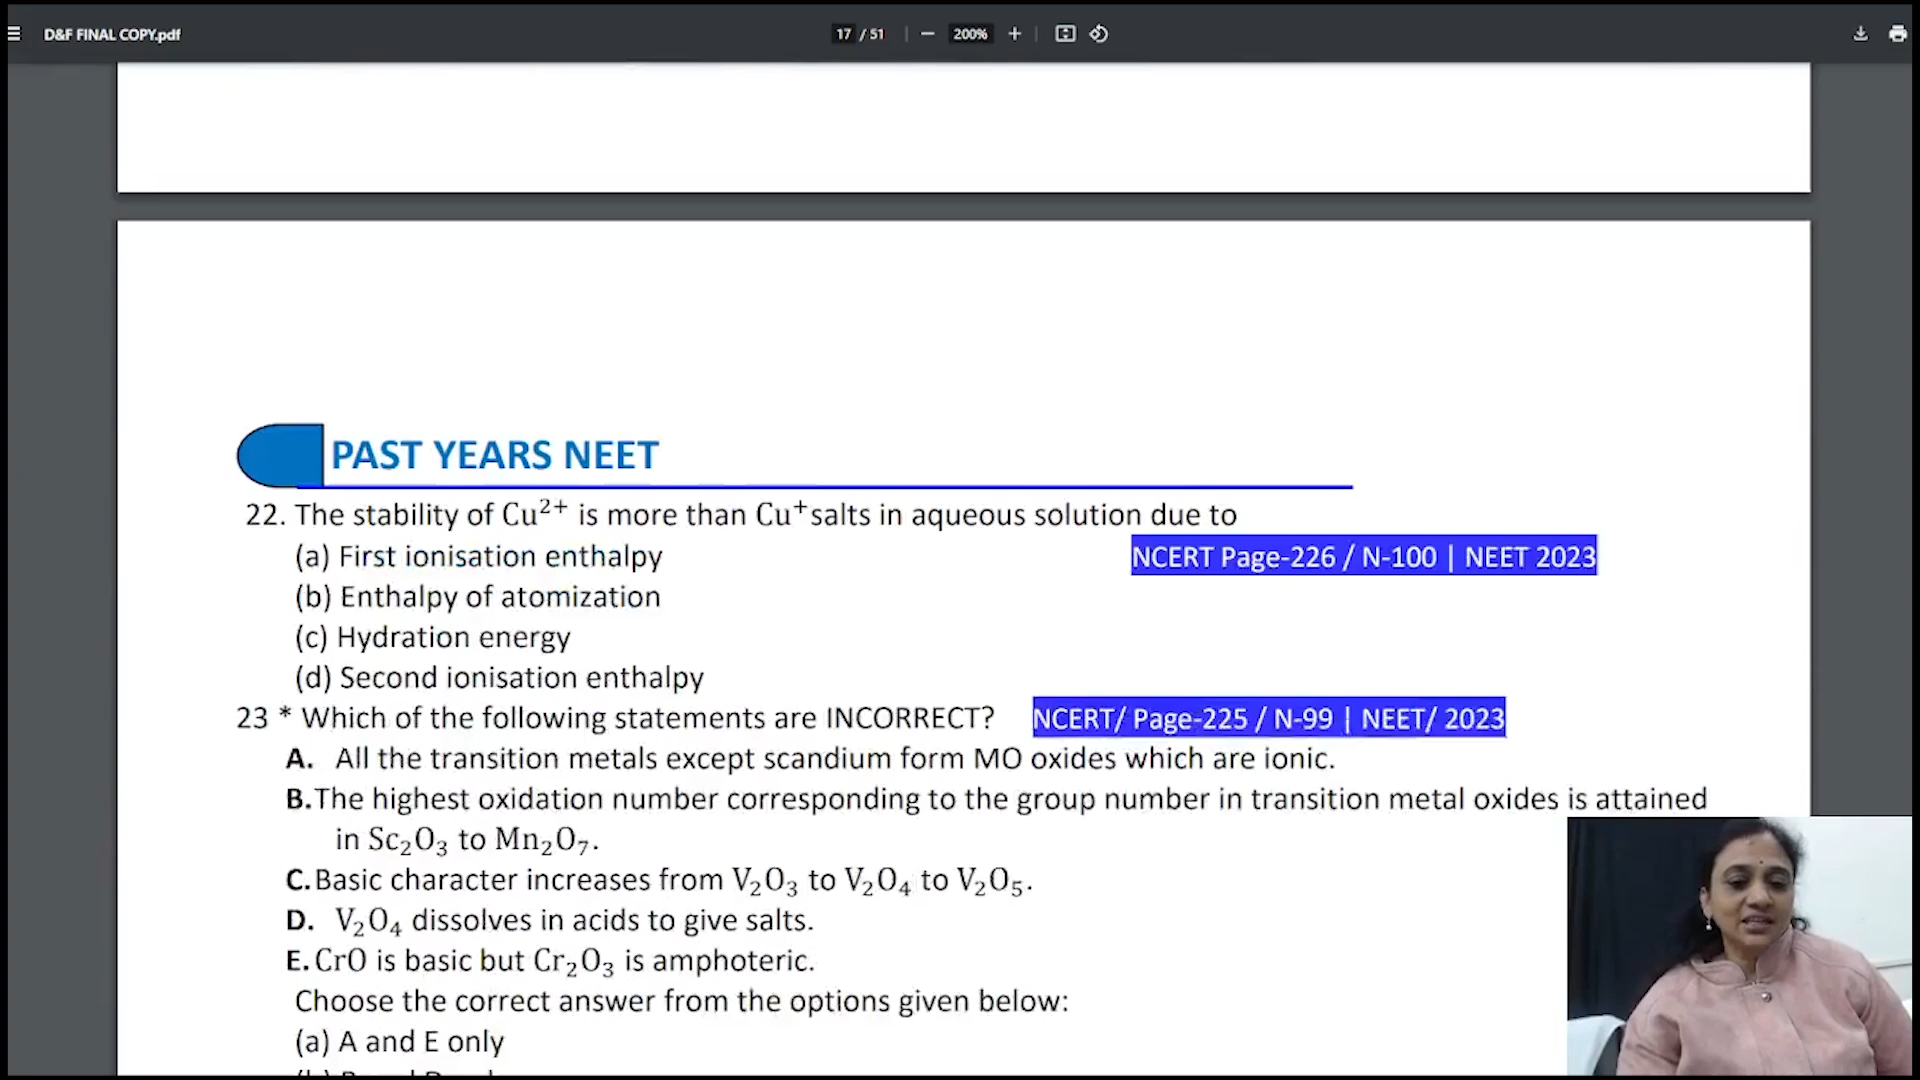 D&F FINAL COPY.pdf
17 / 51
200%
PAST YEARS NEET
22. The stability of Cu²⁺ is more than Cu⁺salts in aqueous solution due to
(a) First ionisation enthalpy
NCERT Page-226 / N-100 | NEET 2023
(b) Enthalpy of atomization
(c) Hydration energy
(d) Second ionisation enthalpy
23 * Which of the following statements are INCORRECT?
NCERT/ Page-225 / N-99 | NEET/ 2023
A. All the transition metals except scandium form MO oxides which are ionic.
B.The highest oxidation number corresponding to the group number in transition metal oxides is attained
in Sc₂O₃ to Mn₂O₇.
C.Basic character increases from V₂O₃ to V₂O₄ to V₂O₅.
D. V₂O₄ dissolves in acids to give salts.
E.CrO is basic but Cr₂O₃ is amphoteric.
Choose the correct answer from the options given below:
(a) A and E only